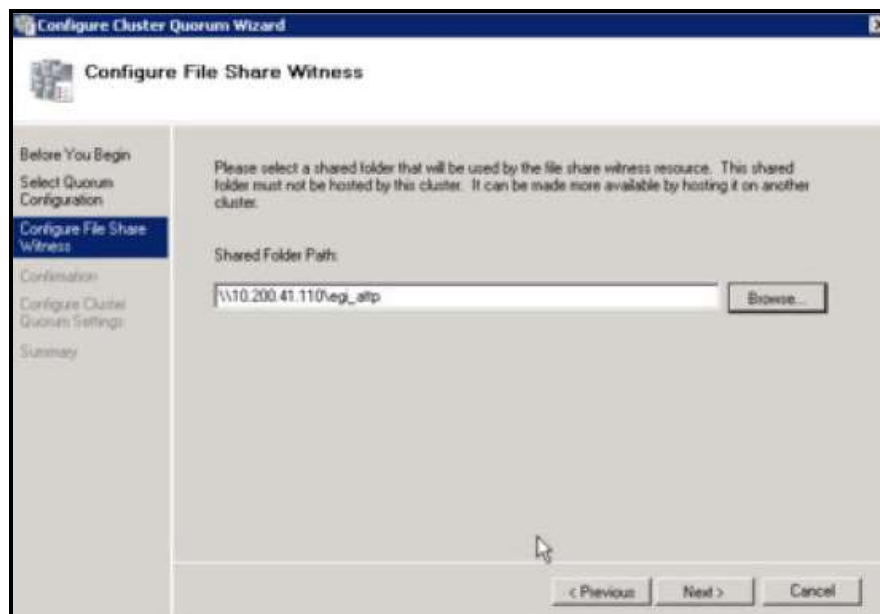 Configure Cluster Quorum Wizard
Configure File Share Witness
Before You Begin
Select Quorum
Configuration
Configure File Share
Witness
Confirmation
Configure Cluster
Quorum Settings
Summary
Please select a shared folder that will be used by the file share witness resource. This shared
folder must not be hosted by this cluster. It can be made more available by hosting it on another
cluster.
Shared Folder Path:
\\10.200.41.110\egi_altp
Browse...
< Previous
Next >
Cancel